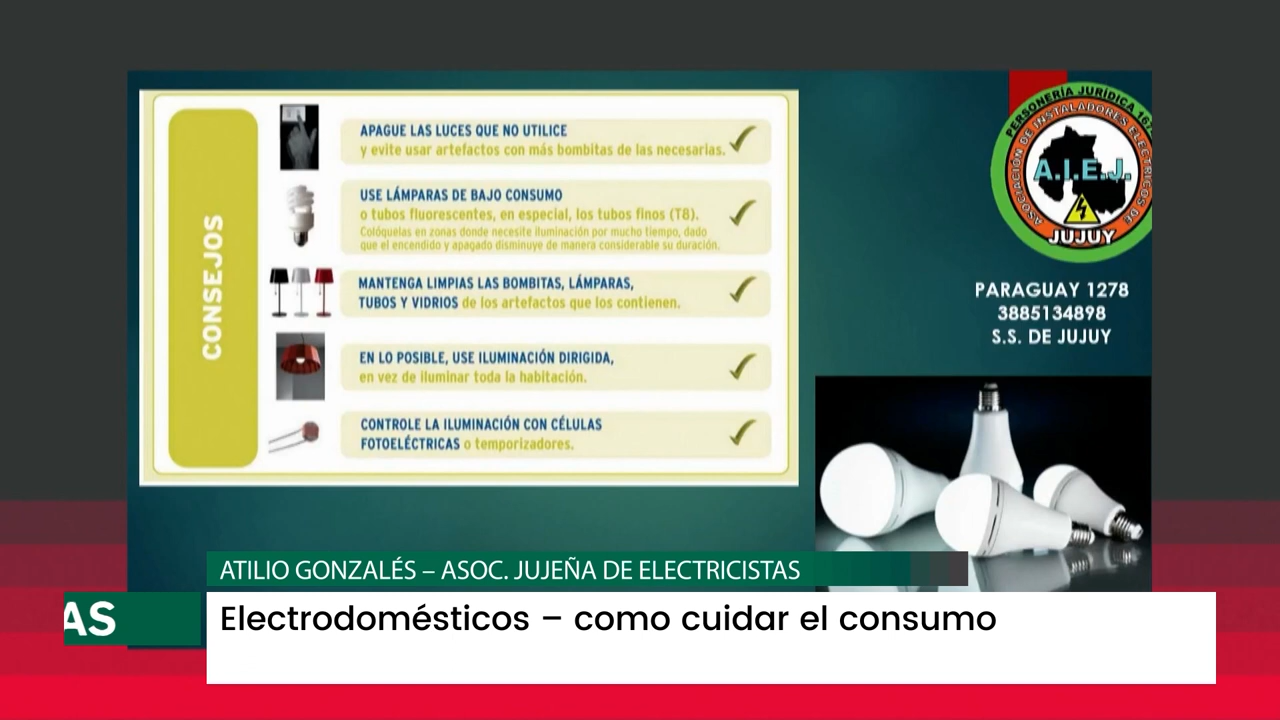 CONSEJOS
APAGUE LAS LUCES QUE NO UTILICE
y evite usar artefactos con más bombitas de las necesarias.
USE LÁMPARAS DE BAJO CONSUMO
o tubos fluorescentes, en especial, los tubos finos (T8).
Colóquelas en zonas donde necesite iluminación por mucho tiempo, dado
que el encendido y apagado disminuye de manera considerable su duración.
MANTENGA LIMPIAS LAS BOMBITAS, LÁMPARAS,
TUBOS Y VIDRIOS de los artefactos que los contienen.
EN LO POSIBLE, USE ILUMINACIÓN DIRIGIDA,
en vez de iluminar toda la habitación.
CONTROLE LA ILUMINACIÓN CON CÉLULAS
FOTOELÉCTRICAS o temporizadores.
PERSONERÍA JURÍDICA
ASOCIACIÓN DE INSTALADORES ELECTRICOS DE
A.I.E.J.
JUJUY
PARAGUAY 1278
3885134898
S.S. DE JUJUY
ATILIO GONZALÉS – ASOC. JUJEÑA DE ELECTRICISTAS
AS
Electrodomésticos – como cuidar el consumo